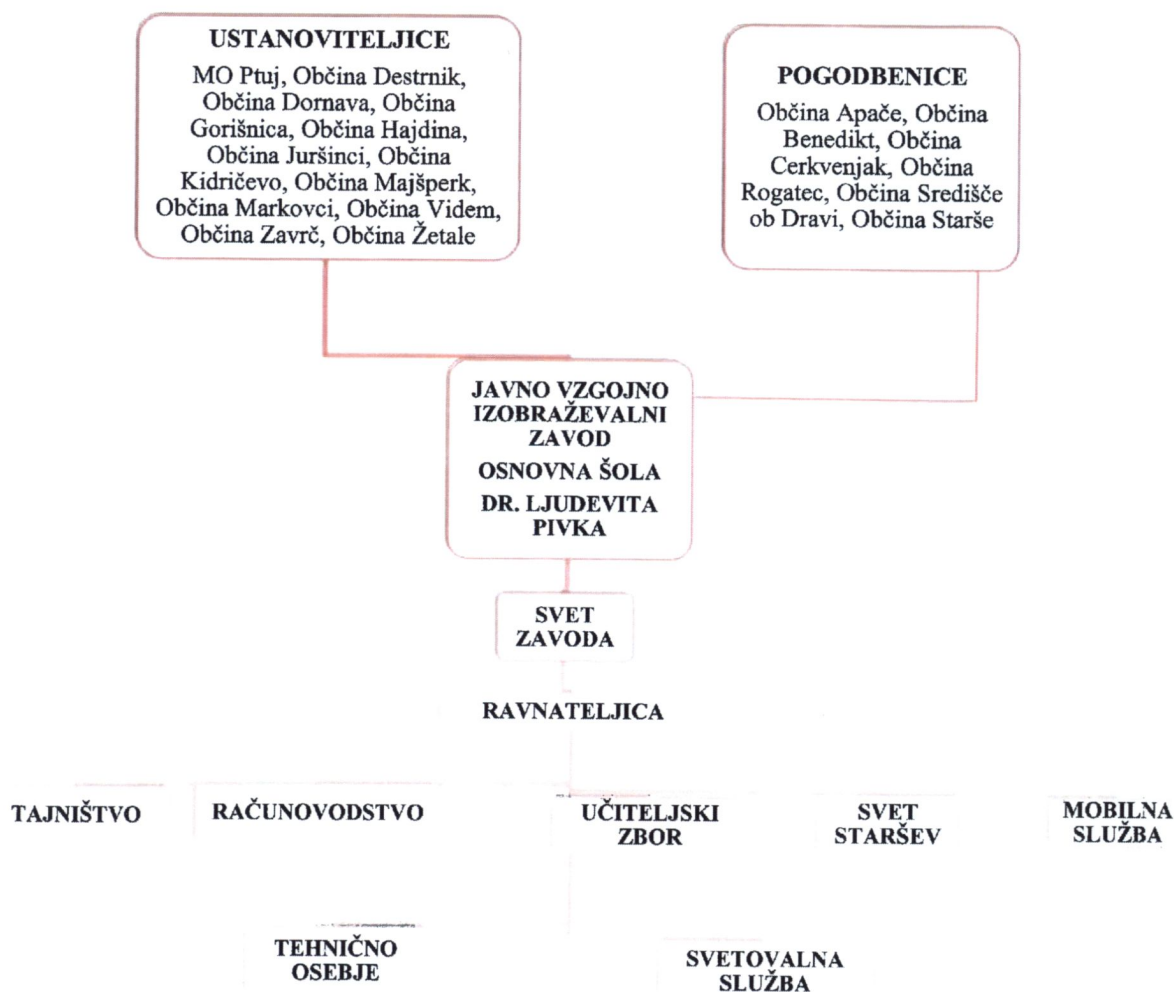 USTANOVITELJICE
MO Ptuj, Občina Destrnik,
Občina Dornava, Občina
Gorišnica, Občina Hajdina,
Občina Juršinci, Občina
Kidričevo, Občina Majšperk,
Občina Markovci, Občina Videm,
Občina Zavrč, Občina Žetale
POGODBENICE
Občina Apače, Občina
Benedikt, Občina
Cerkvenjak, Občina
Rogatec, Občina Središče
ob Dravi, Občina Starše
JAVNO VZGOJNO
IZOBRAŽEVALNI
ZAVOD
OSNOVNA ŠOLA
DR. LJUDEVITA
PIVKA
SVET
ZAVODA
RAVNATELJICA
TAJNIŠTVO
RAČUNOVODSTVO
UČITELJSKI
ZBOR
SVET
STARŠEV
MOBILNA
SLUŽBA
TEHNIČNO
OSEBJE
SVETOVALNA
SLUŽBA